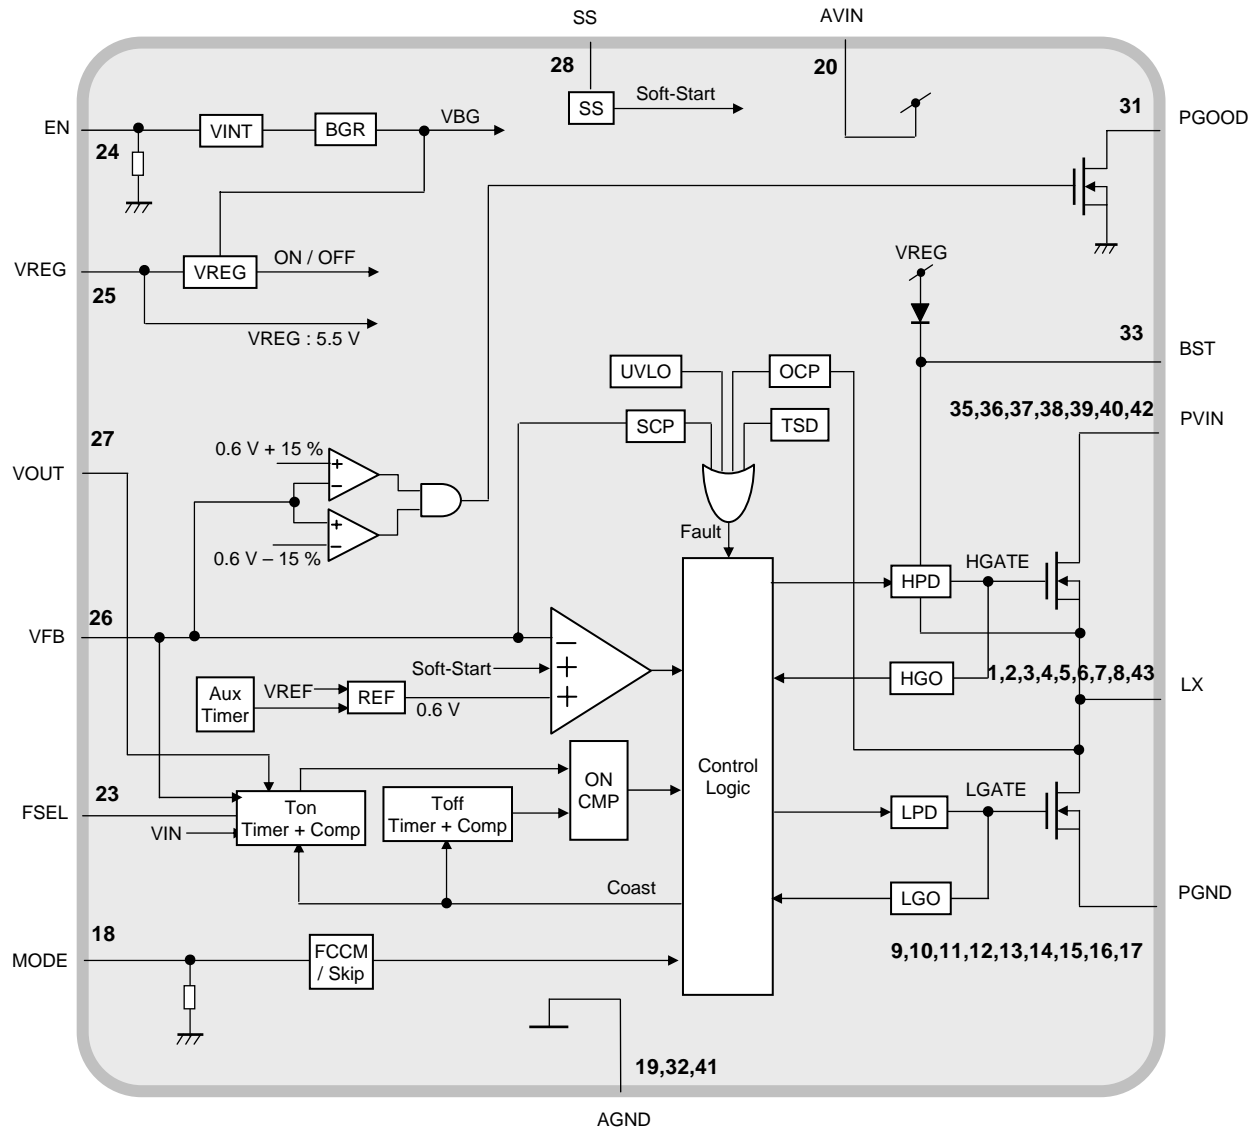 SS
AVIN
28
20
SS
Soft-Start
31
PGOOD
EN
24
VINT
BGR
VBG
VREG
25
VREG
ON / OFF
VREG : 5.5 V
VREG
33
BST
UVLO
OCP
SCP
TSD
35,36,37,38,39,40,42
PVIN
27
VOUT
0.6 V + 15 %
+
−
+
−
0.6 V – 15 %
Fault
HPD
HGATE
26
VFB
−
+
+
Soft-Start
Aux
Timer
VREF
REF
0.6 V
HGO
1,2,3,4,5,6,7,8,43
LX
Control
Logic
ON
CMP
23
FSEL
VIN
Ton
Timer + Comp
Toff
Timer + Comp
LPD
LGATE
Coast
LGO
PGND
9,10,11,12,13,14,15,16,17
18
MODE
FCCM
/ Skip
19,32,41
AGND